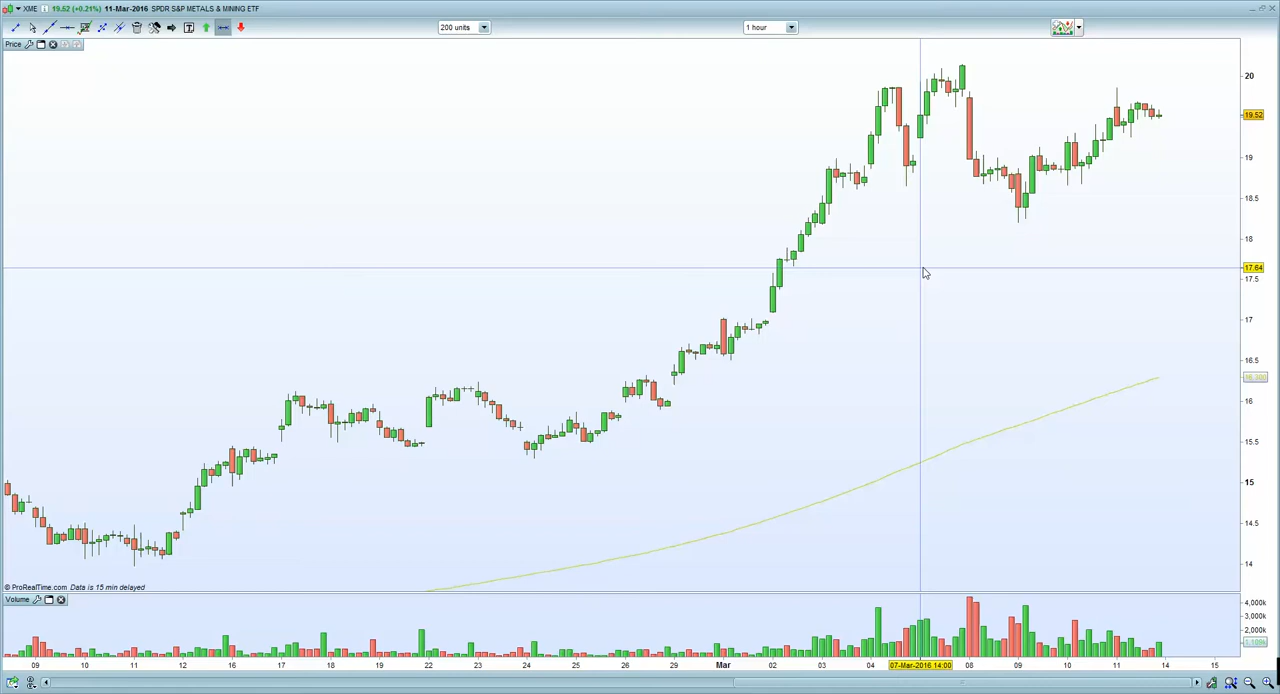 XME 19.52 (+0.21%) 11-Mar-2016 SPDR S&P METALS & MINING ETF
T 200 units 1 hour
Price
20
19.52
19
18.5
18
17.64
17.5
17
16.5
16.300
16
15.5
15
14.5
14
© ProRealTime.com Data is 15 min delayed
Volume
4,000k
3,000k
2,000k
09 10 11 12 16 17 18 19 22 23 24 25 26 29 Mar 02 03 04 07-Mar-2016 14:00 08 09 10 11 14 15